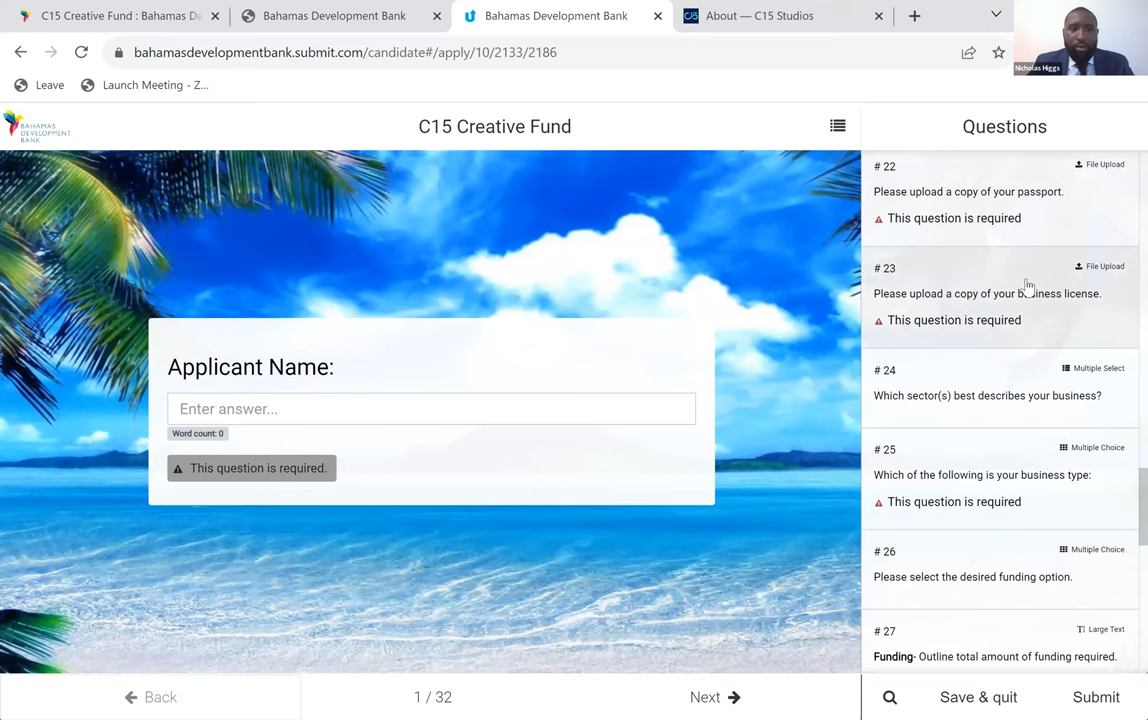 C15 Creative Fund : Bahamas De
Bahamas Development Bank
Bahamas Development Bank
About — C15 Studios
bahamasdevelopmentbank.submit.com/candidate#/apply/10/2133/2186
Nicholas Higgs
Leave
Launch Meeting - Z...
BAHAMAS
DEVELOPMENT
BANK
C15 Creative Fund
Questions
# 22
File Upload
Please upload a copy of your passport.
This question is required
# 23
File Upload
Please upload a copy of your business license.
This question is required
# 24
Multiple Select
Which sector(s) best describes your business?
# 25
Multiple Choice
Which of the following is your business type:
This question is required
# 26
Multiple Choice
Please select the desired funding option.
# 27
Large Text
Funding- Outline total amount of funding required.
Applicant Name:
Enter answer...
Word count: 0
This question is required.
Back
1 / 32
Next
Save & quit
Submit